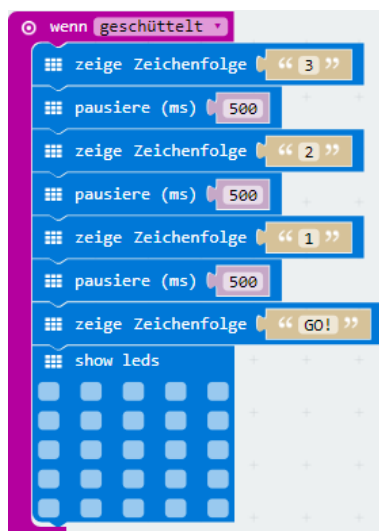 wenn geschüttelt
zeige Zeichenfolge “ 3 ”
pausiere (ms) 500
zeige Zeichenfolge “ 2 ”
pausiere (ms) 500
zeige Zeichenfolge “ 1 ”
pausiere (ms) 500
zeige Zeichenfolge “ GO! ”
show leds